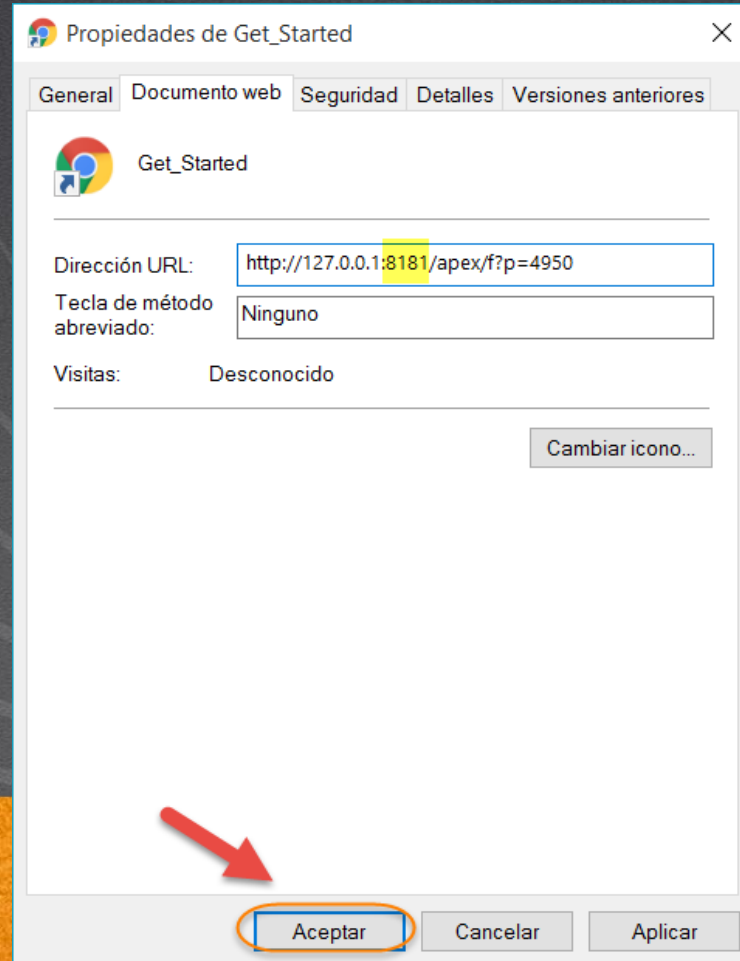 Propiedades de Get_Started
General Documento web Seguridad Detalles Versiones anteriores
Get_Started
Dirección URL: http://127.0.0.1:8181/apex/f?p=4950
Tecla de método
abreviado: Ninguno
Visitas: Desconocido
Cambiar icono...
Aceptar Cancelar Aplicar